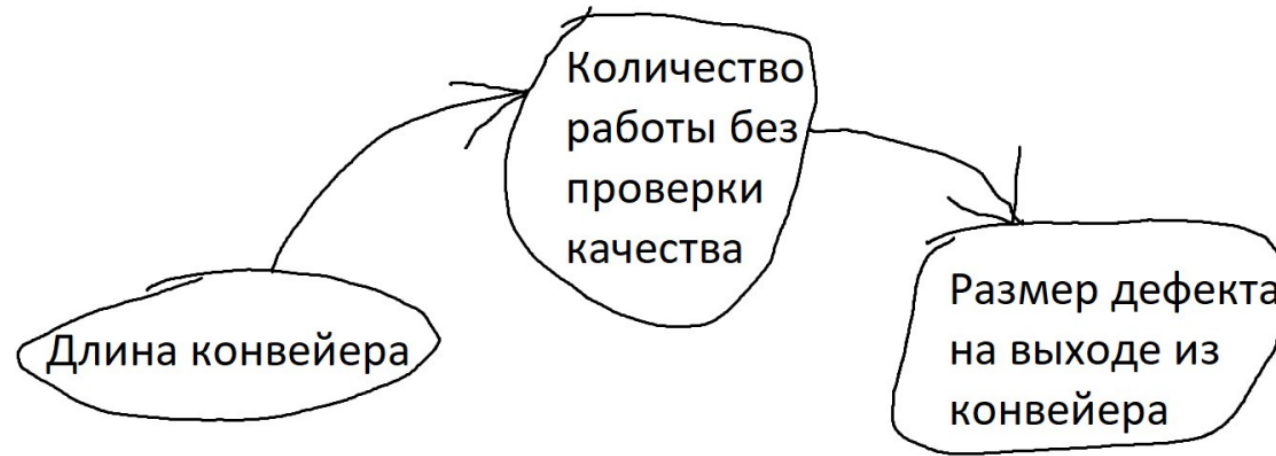 Количество
работы без
проверки
качества
Длина конвейера
Размер дефекта
на выходе из
конвейера